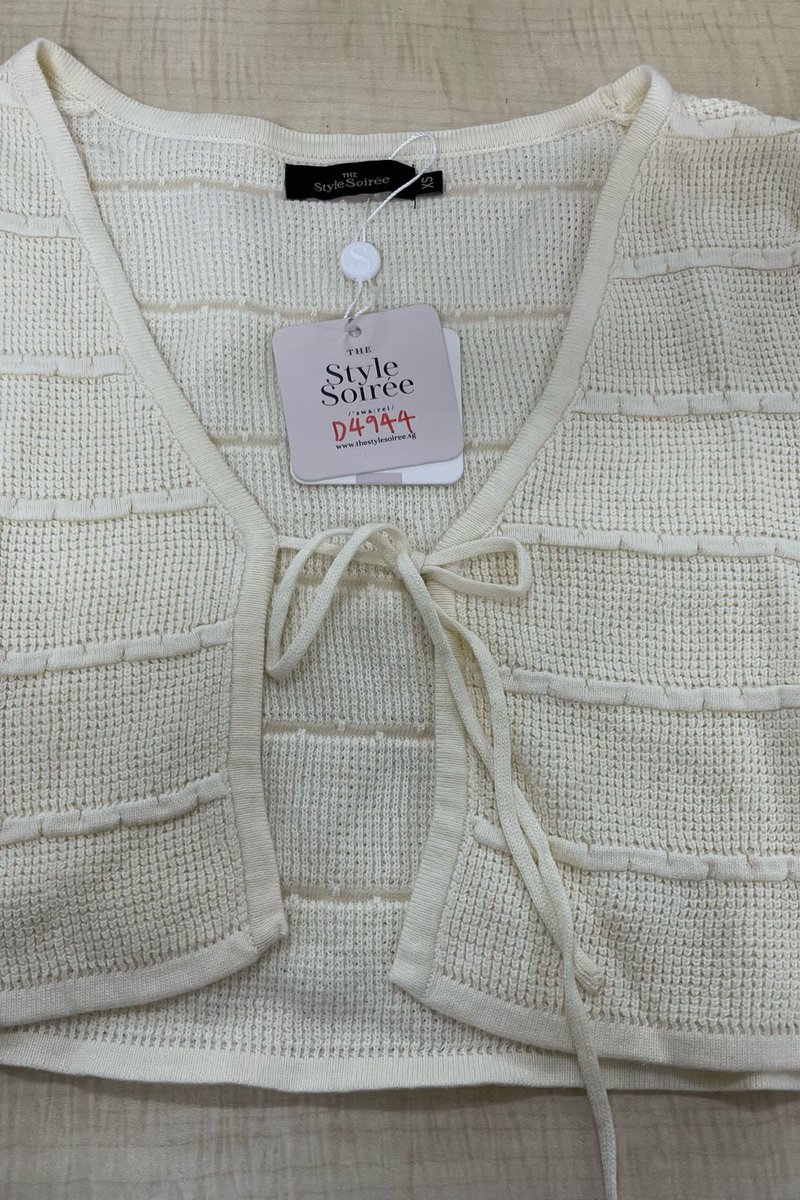 THE
Style Soirée
XS
S
THE
Style
Soirée
/'swa:rei/
D4944
www.thestylesoiree.sg